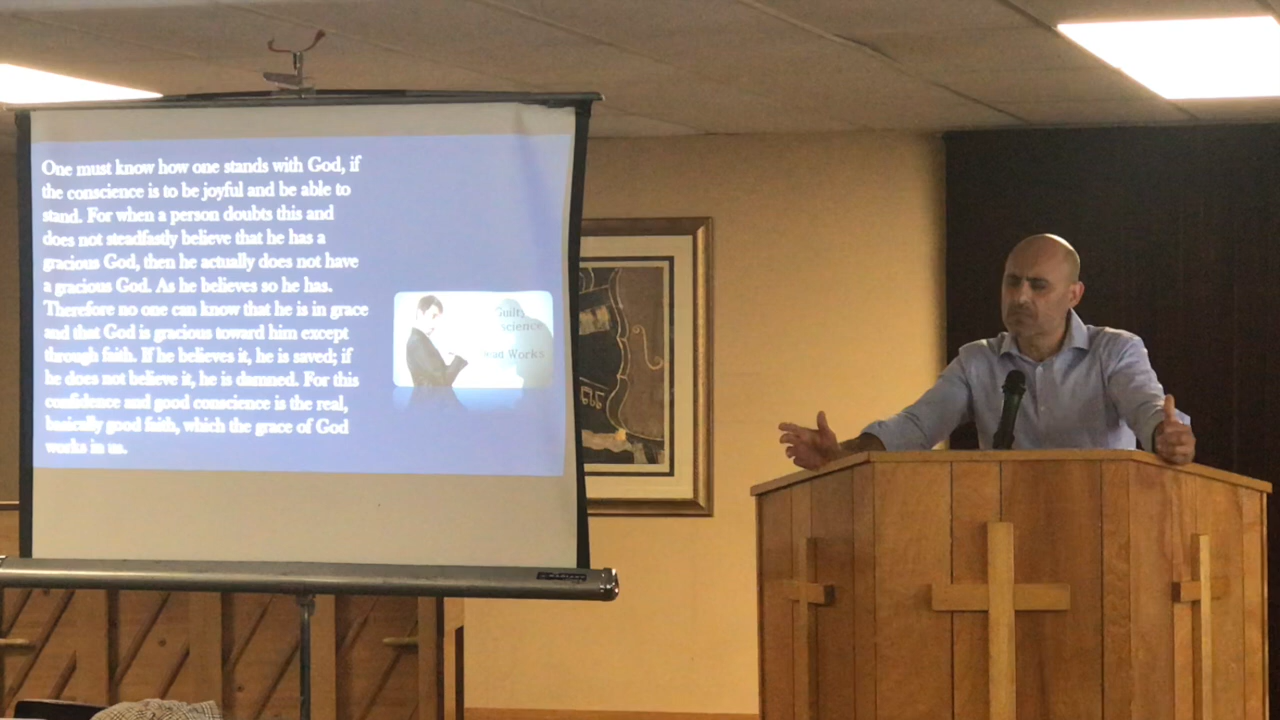 One must know how one stands with God, if
the conscience is to be joyful and be able to
stand. For when a person doubts this and
does not steadfastly believe that he has a
gracious God, then he actually does not have
a gracious God. As he believes so he has.
Therefore no one can know that he is in grace
and that God is gracious toward him except
through faith. If he believes it, he is saved; if
he does not believe it, he is damned. For this
confidence and good conscience is the real,
basically good faith, which the grace of God
works in us.
Guilty
science
Works